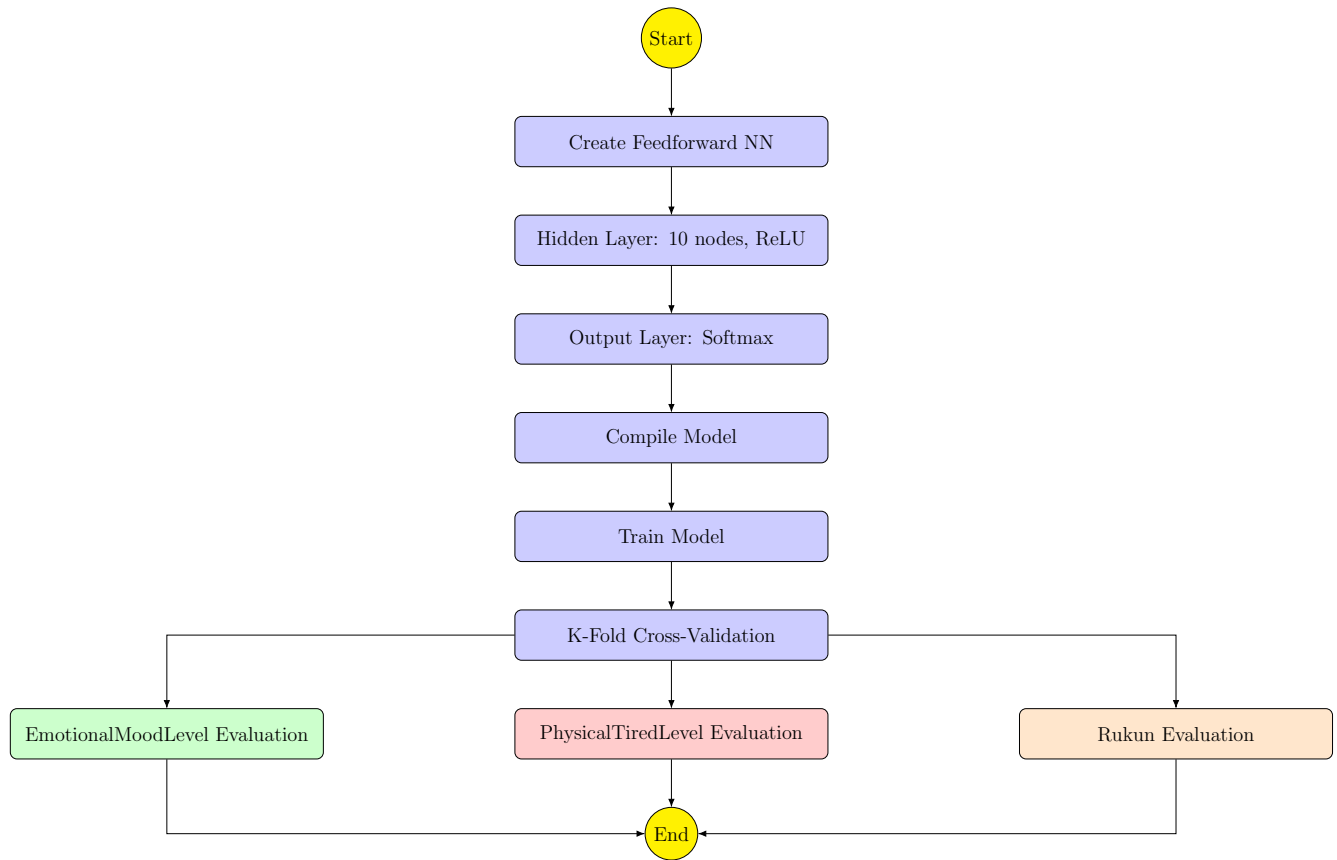 Start
Create Feedforward NN
Hidden Layer: 10 nodes, ReLU
Output Layer: Softmax
Compile Model
Train Model
K-Fold Cross-Validation
EmotionalMoodLevel Evaluation
PhysicalTiredLevel Evaluation
Rukun Evaluation
End